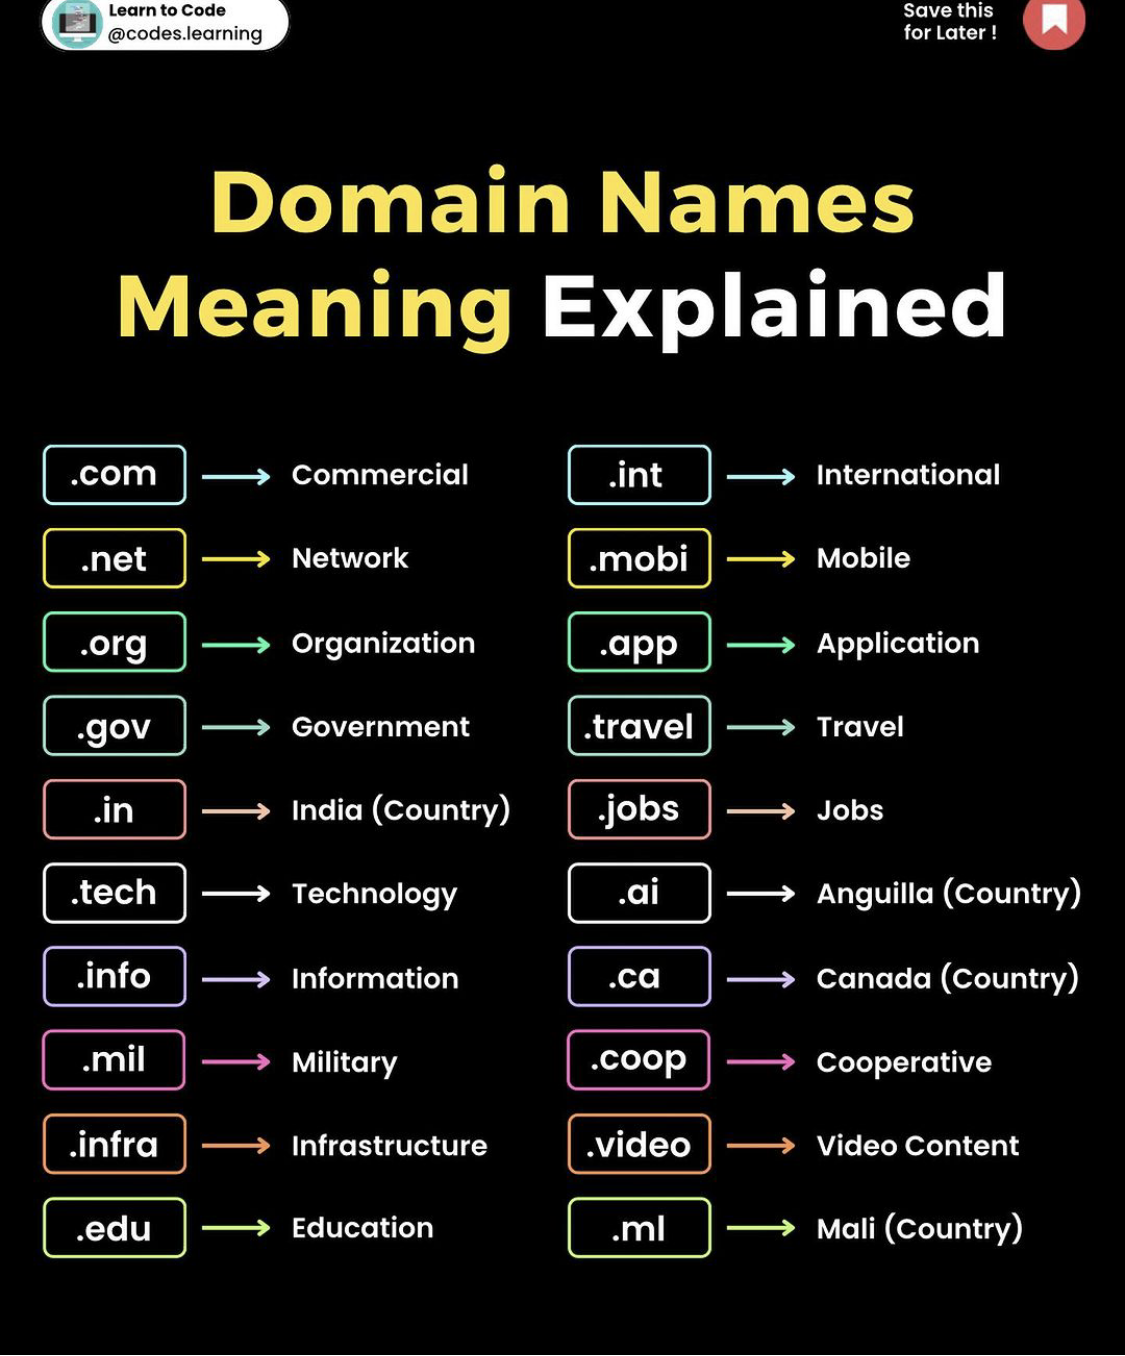 Learn to Code
@codes.learning
Save this
for Later !
Domain Names
Meaning Explained
.com Commercial
.net Network
.org Organization
.gov Government
.in India (Country)
.tech Technology
.info Information
.mil Military
.infra Infrastructure
.edu Education
.int International
.mobi Mobile
.app Application
.travel Travel
.jobs Jobs
.ai Anguilla (Country)
.ca Canada (Country)
.coop Cooperative
.video Video Content
.ml Mali (Country)